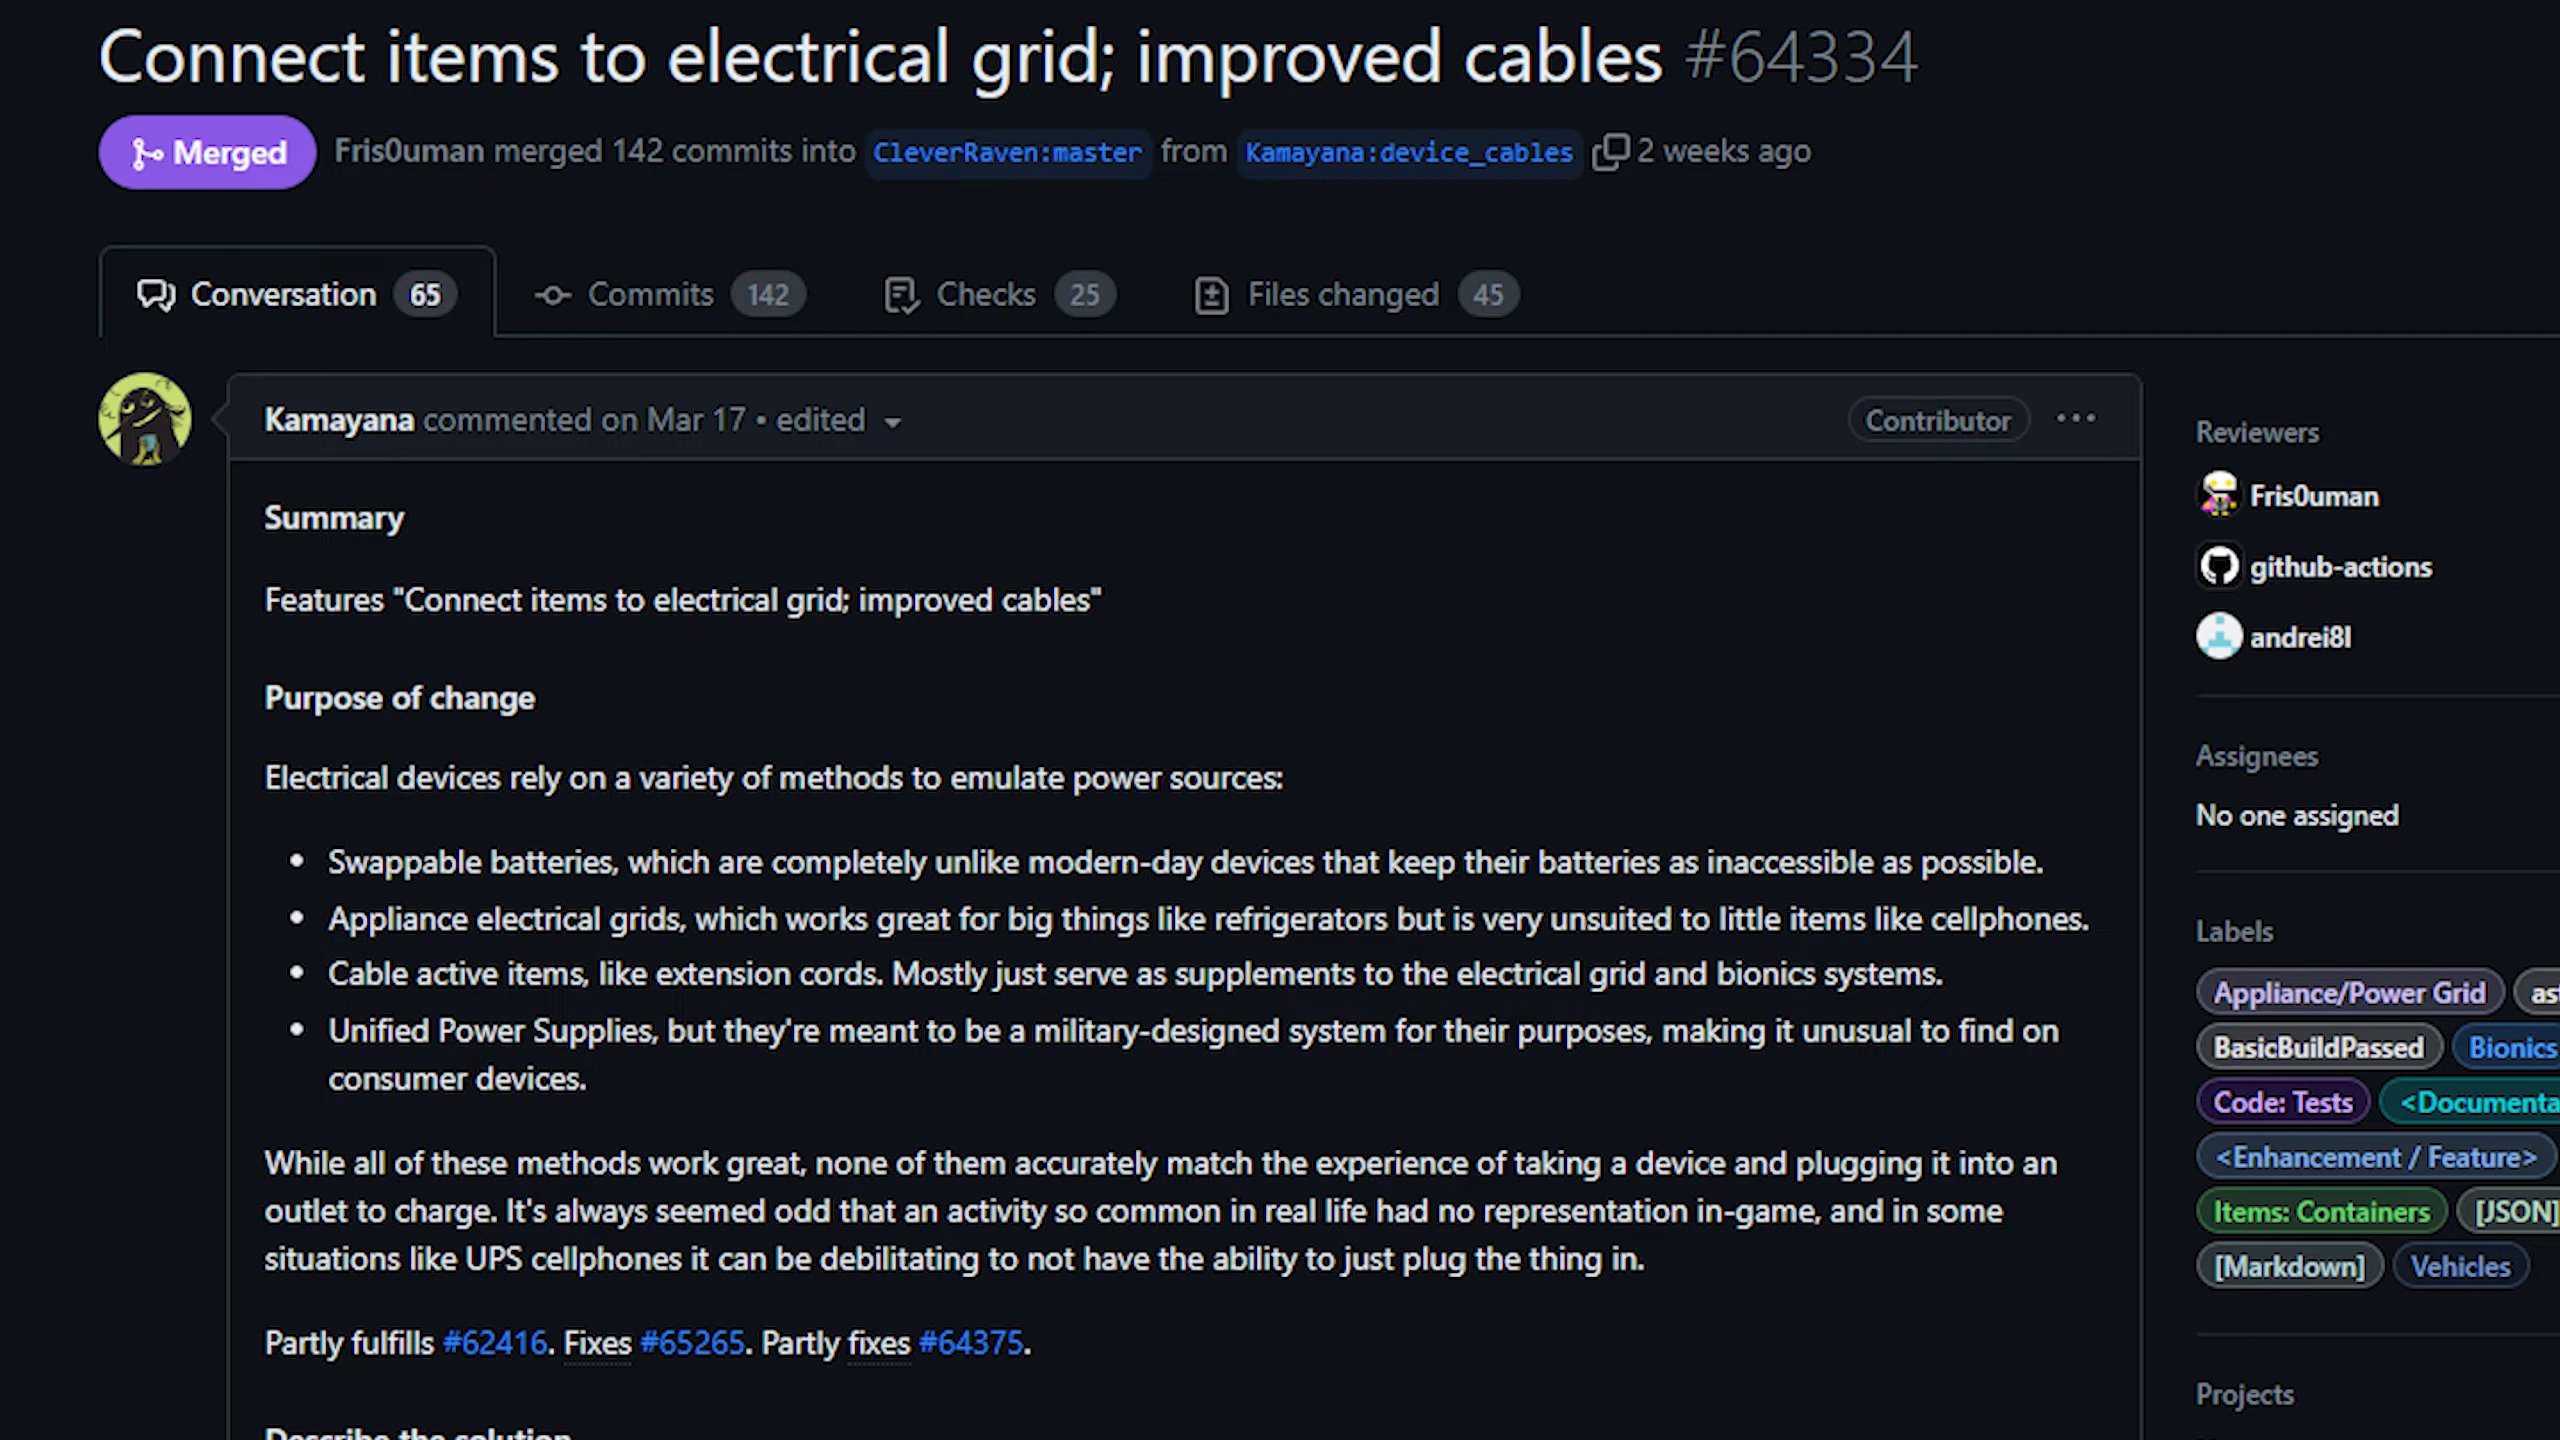 Connect items to electrical grid; improved cables #64334
Merged Fris0uman merged 142 commits into CleverRaven:master from Kamayana:device_cables 2 weeks ago
Conversation 65 Commits 142 Checks 25 Files changed 45
Kamayana commented on Mar 17 • edited Contributor ...
Summary
Features "Connect items to electrical grid; improved cables"
Purpose of change
Electrical devices rely on a variety of methods to emulate power sources:
• Swappable batteries, which are completely unlike modern-day devices that keep their batteries as inaccessible as possible.
• Appliance electrical grids, which works great for big things like refrigerators but is very unsuited to little items like cellphones.
• Cable active items, like extension cords. Mostly just serve as supplements to the electrical grid and bionics systems.
• Unified Power Supplies, but they're meant to be a military-designed system for their purposes, making it unusual to find on
consumer devices.
While all of these methods work great, none of them accurately match the experience of taking a device and plugging it into an
outlet to charge. It's always seemed odd that an activity so common in real life had no representation in-game, and in some
situations like UPS cellphones it can be debilitating to not have the ability to just plug the thing in.
Partly fulfills #62416. Fixes #65265. Partly fixes #64375.
Describe the solution
Reviewers
Fris0uman
github-actions
andrei8l
Assignees
No one assigned
Labels
Appliance/Power Grid as
BasicBuildPassed Bionics
Code: Tests <Documenta
<Enhancement / Feature>
Items: Containers [JSON]
[Markdown] Vehicles
Projects